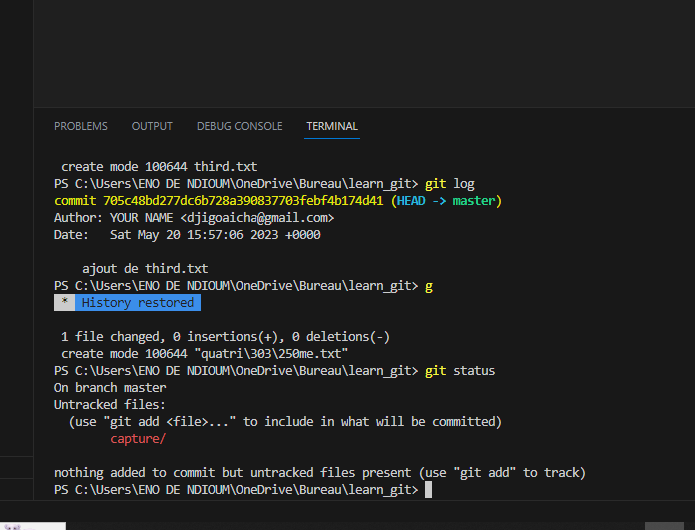 PROBLEMS OUTPUT DEBUG CONSOLE TERMINAL
create mode 100644 third.txt
PS C:\Users\ENO DE NDIOUM\OneDrive\Bureau\learn_git> git log
commit 705c48bd277dc6b728a390837703febf4b174d41 (HEAD -> master)
Author: YOUR NAME <djigoaicha@gmail.com>
Date:   Sat May 20 15:57:06 2023 +0000
ajout de third.txt
PS C:\Users\ENO DE NDIOUM\OneDrive\Bureau\learn_git> g
* History restored
1 file changed, 0 insertions(+), 0 deletions(-)
create mode 100644 "quatri\303\250me.txt"
PS C:\Users\ENO DE NDIOUM\OneDrive\Bureau\learn_git> git status
On branch master
Untracked files:
(use "git add <file>..." to include in what will be committed)
capture/
nothing added to commit but untracked files present (use "git add" to track)
PS C:\Users\ENO DE NDIOUM\OneDrive\Bureau\learn_git>